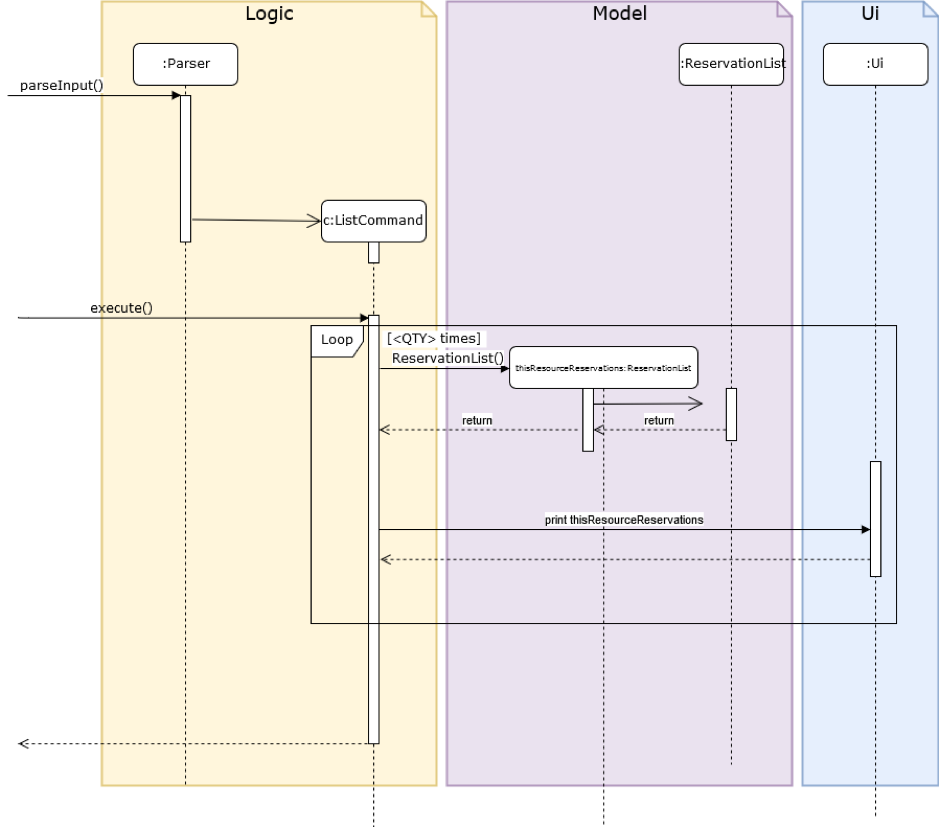 Logic
Model
Ui
:Parser
:ReservationList
:Ui
parseInput()
c:ListCommand
execute()
Loop
[<QTY> times]
ReservationList()
thisResourceReservations:ReservationList
return
return
print thisResourceReservations